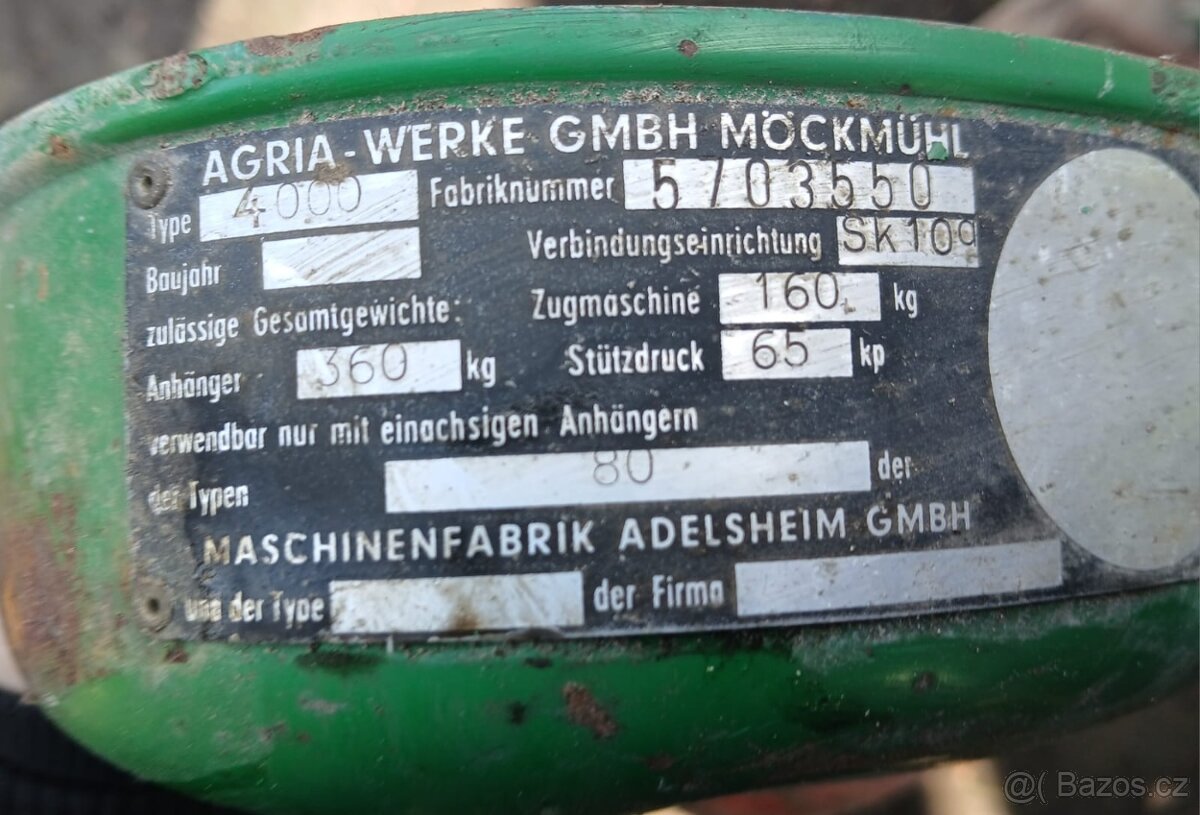 AGRIA-WERKE GMBH MÖCKMÜHL
Type 4000 Fabriknummer 5703550
Baujahr Verbindungseinrichtung Sk10q
zulässige Gesamtgewichte: Zugmaschine 160 kg
Anhänger 360 kg Stützdruck 65 kp
verwendbar nur mit einachsigen Anhängern
der Typen 80 der
MASCHINENFABRIK ADELSHEIM GMBH
und der Type der Firma
@( Bazos.cz